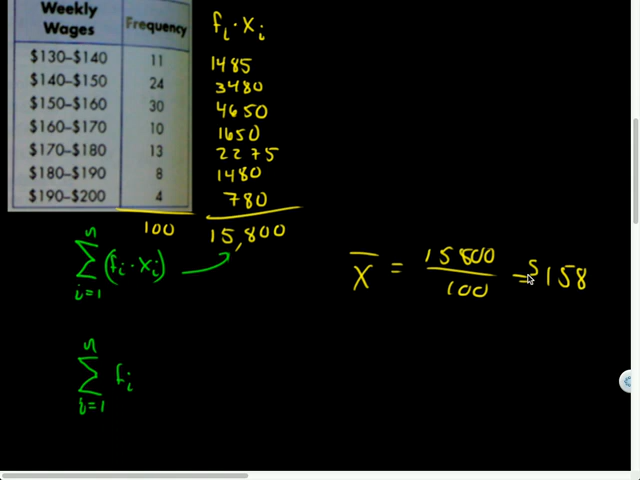 Weekly Wages Frequency fᵢ · xᵢ
$130–$140 11 1485
$140–$150 24 3480
$150–$160 30 4650
$160–$170 10 1650
$170–$180 13 2275
$180–$190 8 1480
$190–$200 4 780
100 15,800
n
∑ (fᵢ · xᵢ)
i=1
x̄ = 15800/100 = $158
n
∑ fᵢ
i=1